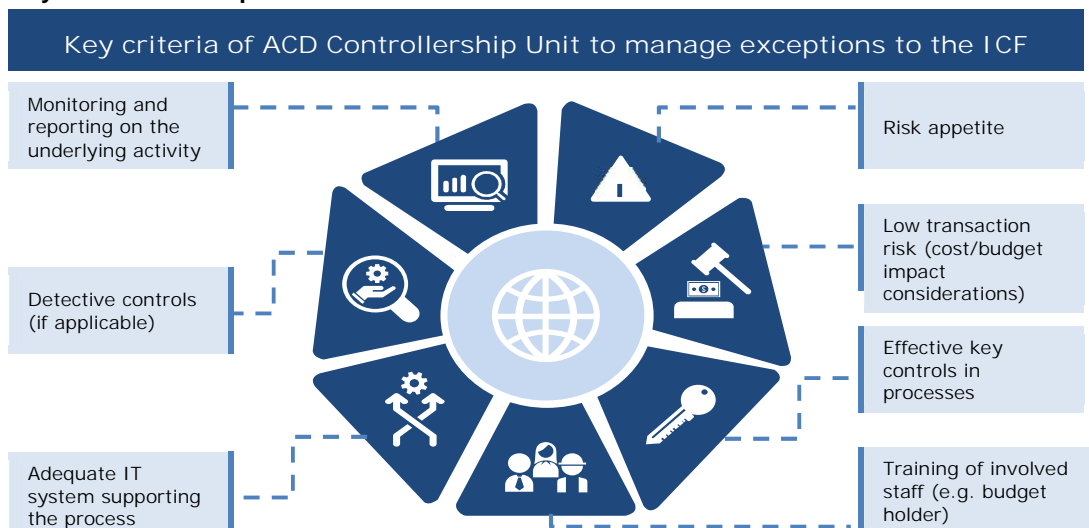 Key criteria of ACD Controllership Unit to manage exceptions to the ICF
Monitoring and
reporting on the
underlying activity
Risk appetite
Low transaction
risk (cost/budget
impact
considerations)
Detective controls
(if applicable)
Effective key
controls in
processes
Adequate IT
system supporting
the process
Training of involved
staff (e.g. budget
holder)